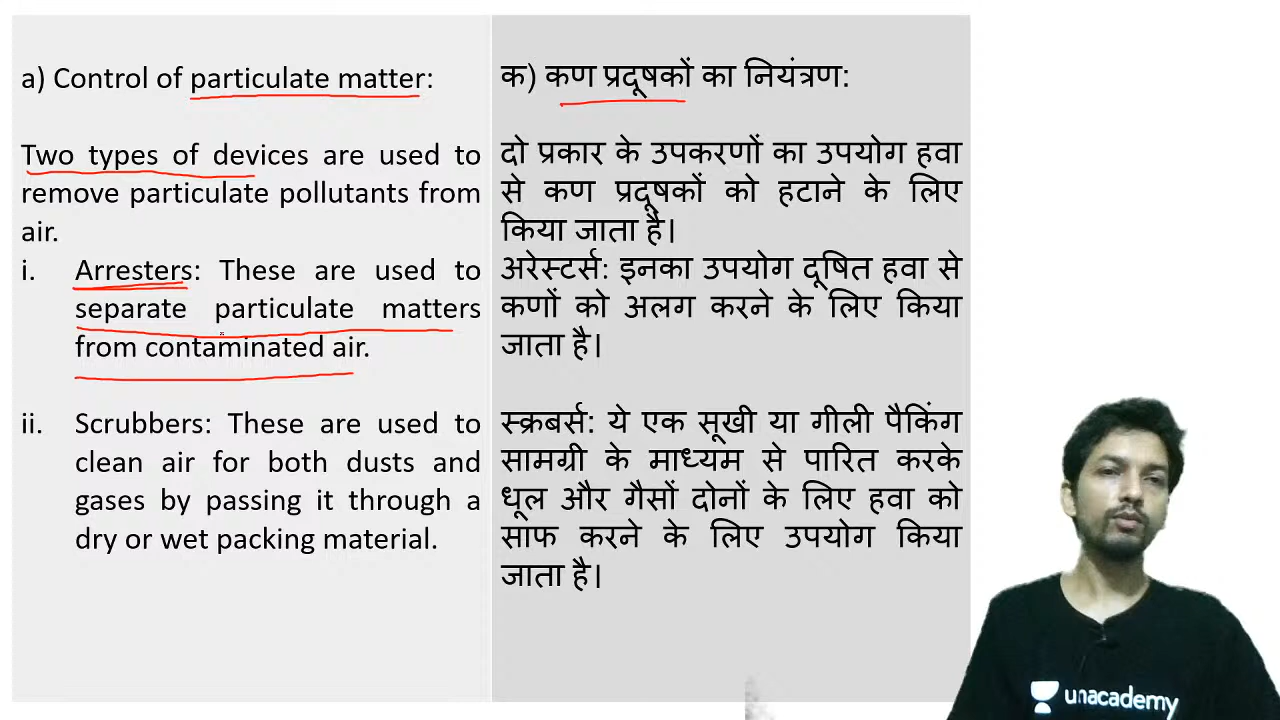 a) Control of particulate matter:
Two types of devices are used to
remove particulate pollutants from
air.
i. Arresters: These are used to
separate particulate matters
from contaminated air.
ii. Scrubbers: These are used to
clean air for both dusts and
gases by passing it through a
dry or wet packing material.
क) कण प्रदूषकों का नियंत्रण:
दो प्रकार के उपकरणों का उपयोग हवा
से कण प्रदूषकों को हटाने के लिए
किया जाता है।
अरेस्टर्स: इनका उपयोग दूषित हवा से
कणों को अलग करने के लिए किया
जाता है।
स्क्रबर्स: ये एक सूखी या गीली पैकिंग
सामग्री के माध्यम से पारित करके
धूल और गैसों दोनों के लिए हवा को
साफ करने के लिए उपयोग किया
जाता है।
unacademy